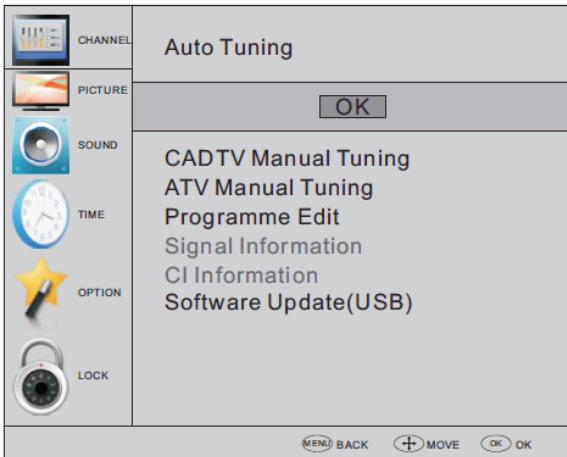 CHANNEL
PICTURE
SOUND
TIME
OPTION
LOCK
Auto Tuning
OK
CADTV Manual Tuning
ATV Manual Tuning
Programme Edit
Signal Information
CI Information
Software Update(USB)
MENU BACK OK MOVE OK OK